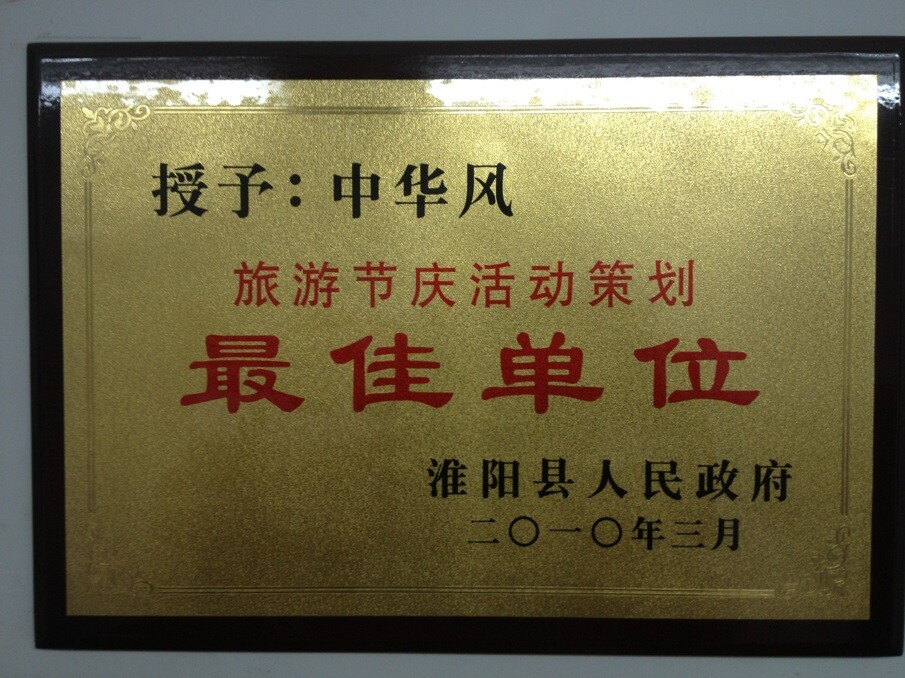 授予：中华风
旅游节庆活动策划
最佳单位
淮阳县人民政府
二〇一〇年三月